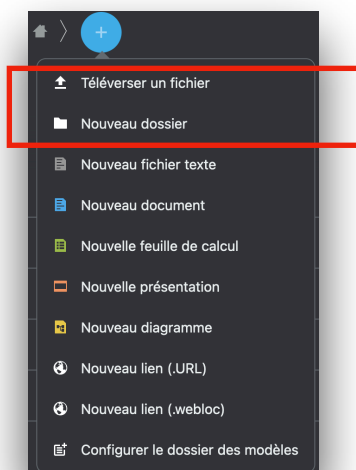 Téléverser un fichier
Nouveau dossier
Nouveau fichier texte
Nouveau document
Nouvelle feuille de calcul
Nouvelle présentation
Nouveau diagramme
Nouveau lien (.URL)
Nouveau lien (.webloc)
Configurer le dossier des modèles